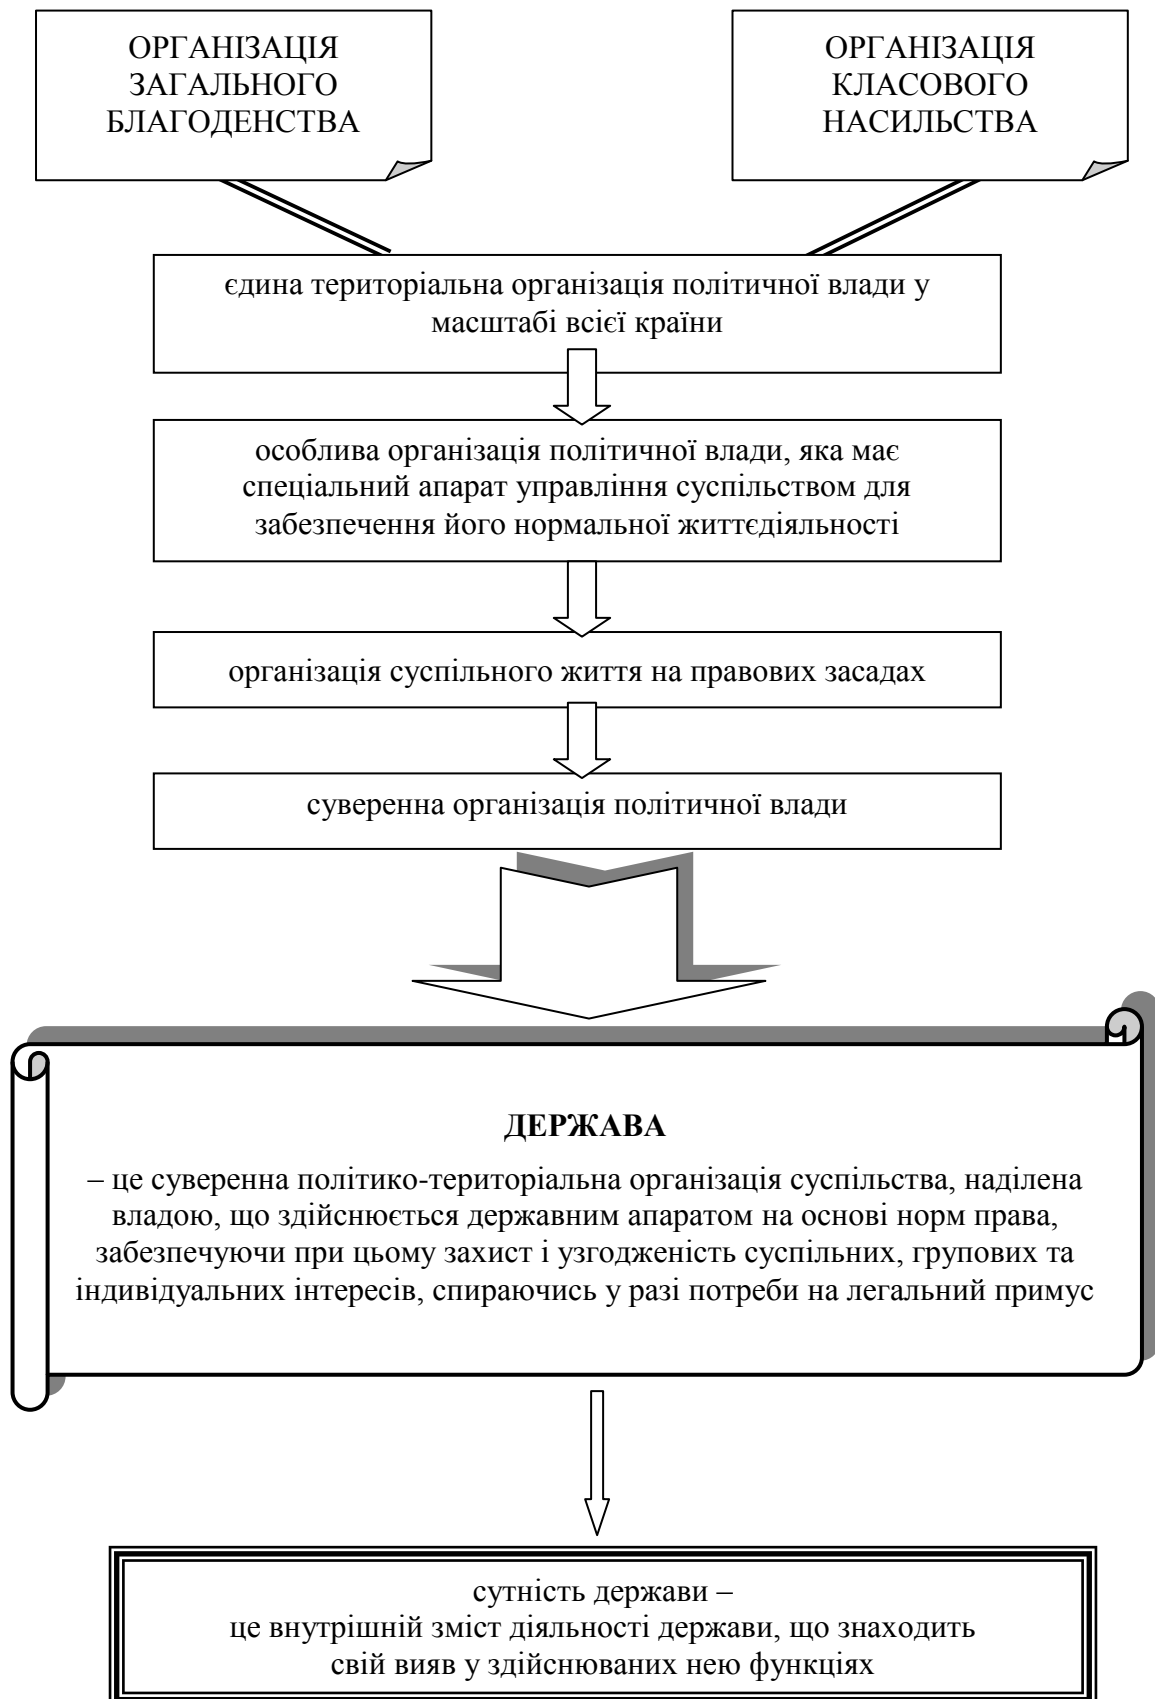 ОРГАНІЗАЦІЯ
ЗАГАЛЬНОГО
БЛАГОДЕНСТВА
ОРГАНІЗАЦІЯ
КЛАСОВОГО
НАСИЛЬСТВА
єдина територіальна організація політичної влади у
масштабі всієї країни
особлива організація політичної влади, яка має
спеціальний апарат управління суспільством для
забезпечення його нормальної життєдіяльності
організація суспільного життя на правових засадах
суверенна організація політичної влади
ДЕРЖАВА
– це суверенна політико-територіальна організація суспільства, наділена
владою, що здійснюється державним апаратом на основі норм права,
забезпечуючи при цьому захист і узгодженість суспільних, групових та
індивідуальних інтересів, спираючись у разі потреби на легальний примус
сутність держави –
це внутрішній зміст діяльності держави, що знаходить
свій вияв у здійснюваних нею функціях